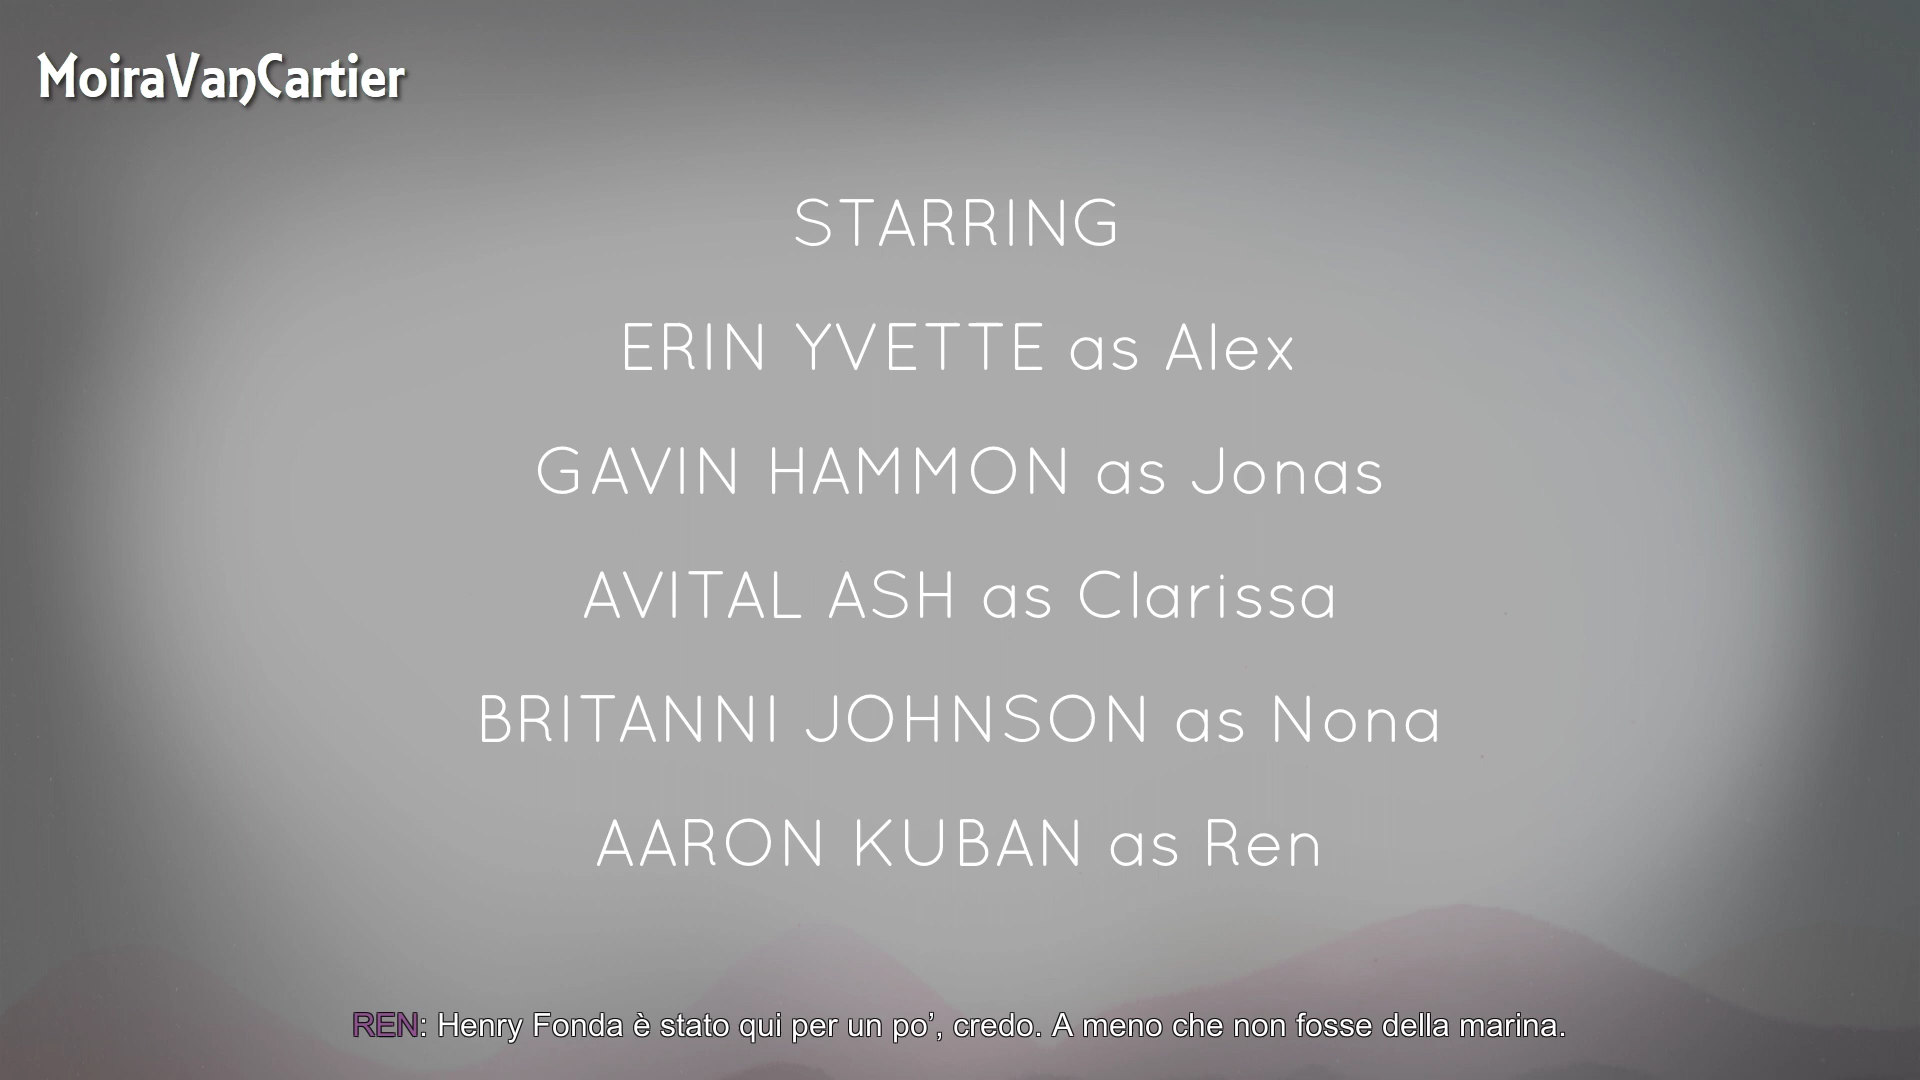 MoiraVanCartier
STARRING
ERIN YVETTE as Alex
GAVIN HAMMON as Jonas
AVITAL ASH as Clarissa
BRITANNI JOHNSON as Nona
AARON KUBAN as Ren
REN: Henry Fonda è stato qui per un po’, credo. A meno che non fosse della marina.